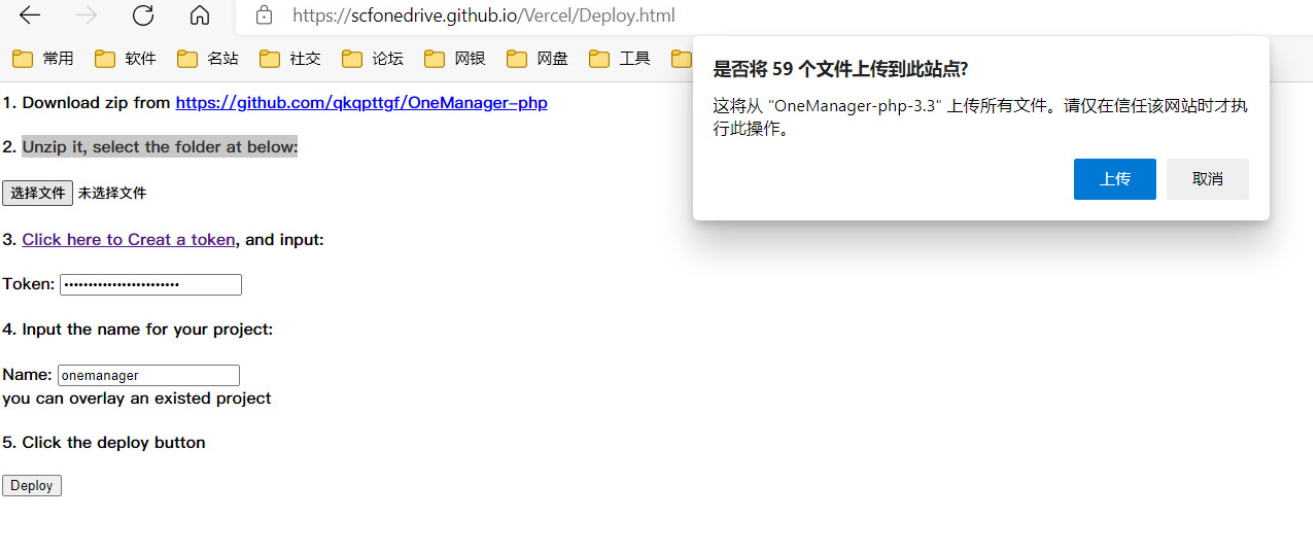 https://scfonedrive.github.io/Vercel/Deploy.html
常用 软件 名站 社交 论坛 网银 网盘 工具
是否将 59 个文件上传到此站点?
这将从 "OneManager-php-3.3" 上传所有文件。请仅在信任该网站时才执
行此操作。
上传 取消
1. Download zip from https://github.com/qkqpttgf/OneManager-php
2. Unzip it, select the folder at below:
选择文件 未选择文件
3. Click here to Creat a token, and input:
Token: ••••••••••••••••••••••••
4. Input the name for your project:
Name: onemanager
you can overlay an existed project
5. Click the deploy button
Deploy